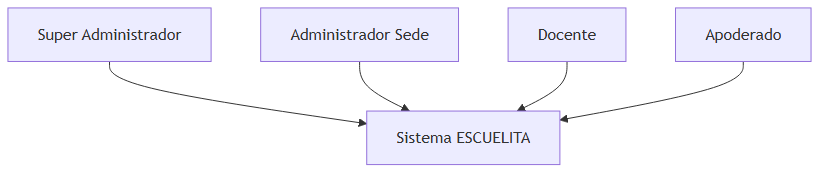 Super Administrador
Administrador Sede
Docente
Apoderado
Sistema ESCUELITA